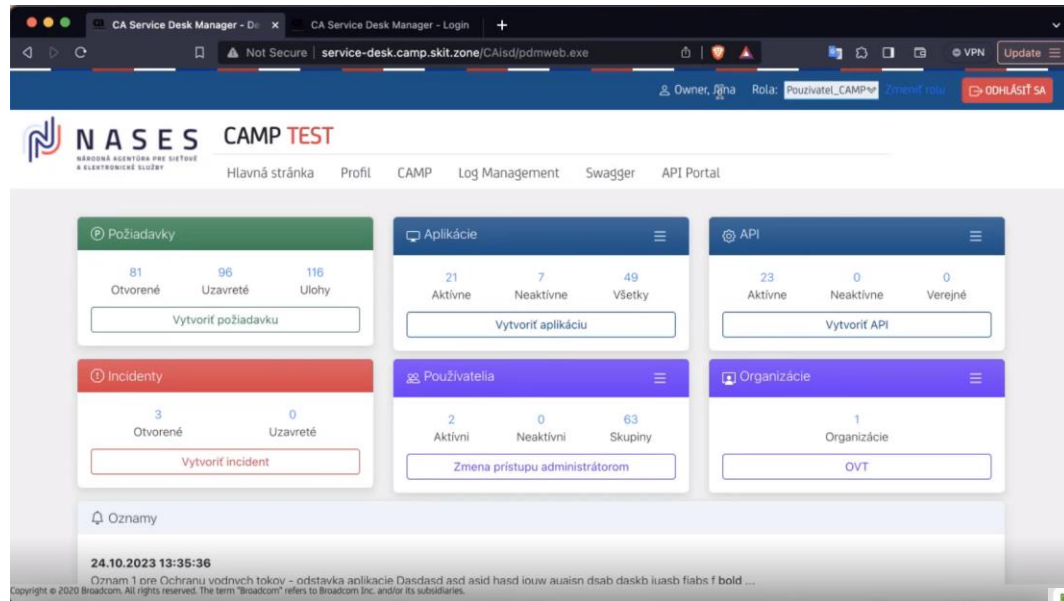 CA Service Desk Manager - De
CA Service Desk Manager - Login
Not Secure service-desk.camp.skit.zone/CAisd/pdmweb.exe
VPN Update
Owner, Rola: Pouzivatel_CAMP Zmeniť rolu ODHLÁSIŤ SA
NASES
NÁRODNÁ AGENTÚRA PRE SIEŤOVÉ
A ELEKTRONICKÉ SLUŽBY
CAMP TEST
Hlavná stránka Profil CAMP Log Management Swagger API Portal
Požiadavky
81 96 116
Otvorené Uzavreté Ulohy
Vytvoriť požiadavku
Aplikácie
21 7 49
Aktívne Neaktívne Všetky
Vytvoriť aplikáciu
API
23 0 0
Aktívne Neaktívne Verejné
Vytvoriť API
Incidenty
3 0
Otvorené Uzavreté
Vytvoriť incident
Používatelia
2 0 63
Aktívni Neaktívni Skupiny
Zmena prístupu administrátorom
Organizácie
1
Organizácie
OVT
Oznamy
24.10.2023 13:35:36
Oznam 1 pre Ochranu vodnych tokov - odstavka aplikacie Dasdasd asd asid hasd iouw auaisn dsab daskb iuasb fiabs f bold ...
Copyright © 2020 Broadcom. All rights reserved. The term "Broadcom" refers to Broadcom Inc. and/or its subsidiaries.